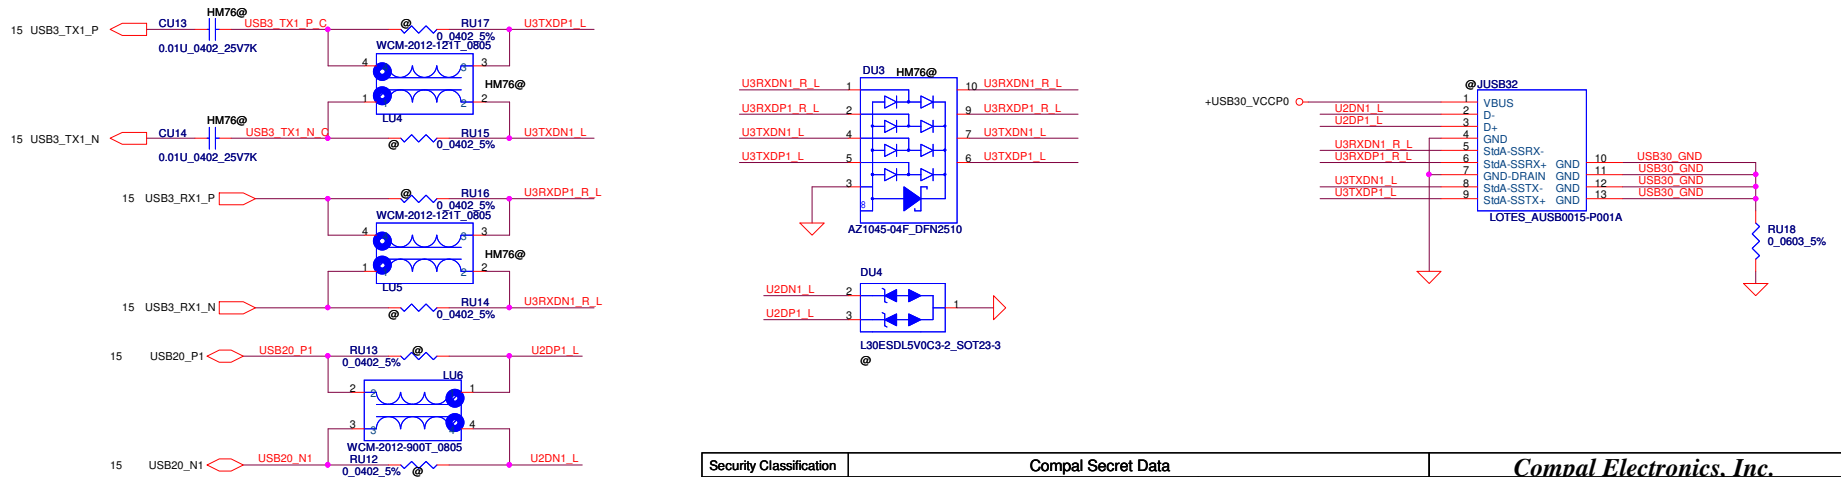 HM76@
15 USB3_TX1_P
CU13
USB3_TX1_P_C
@
RU17
U3TXDP1_L
0.01U_0402_25V7K
0_0402_5%
WCM-2012-121T_0805
4 3 3
HM76@
1 2 2
LU4
HM76@
15 USB3_TX1_N
CU14
USB3_TX1_N_C
RU15
U3TXDN1_L
@
0_0402_5%
0.01U_0402_25V7K
15 USB3_RX1_P
@
RU16
U3RXDP1_R_L
0_0402_5%
WCM-2012-121T_0805
4 3 3
HM76@
1 2 2
LU5
15 USB3_RX1_N
RU14
U3RXDN1_R_L
@
0_0402_5%
15 USB20_P1
USB20_P1
RU13
@
U2DP1_L
0_0402_5%
LU6
2 2 1
3 3 4
WCM-2012-900T_0805
15 USB20_N1
USB20_N1
RU12
U2DN1_L
0_0402_5%
@
DU3 HM76@
U3RXDN1_R_L 1 10 U3RXDN1_R_L
U3RXDP1_R_L 2 9 U3RXDP1_R_L
U3TXDN1_L 4 7 U3TXDN1_L
U3TXDP1_L 5 6 U3TXDP1_L
3
8
AZ1045-04F_DFN2510
DU4
U2DN1_L 2
1
U2DP1_L 3
L30ESDL5V0C3-2_SOT23-3
@
@JUSB32
+USB30_VCCP0 1 VBUS
U2DN1_L 2 D-
U2DP1_L 3 D+
4 GND
U3RXDN1_R_L 5 StdA-SSRX-
U3RXDP1_R_L 6 StdA-SSRX+ GND 10 USB30_GND
7 GND-DRAIN GND 11 USB30_GND
U3TXDN1_L 8 StdA-SSTX- GND 12 USB30_GND
U3TXDP1_L 9 StdA-SSTX+ GND 13 USB30_GND
LOTES_AUSB0015-P001A
RU18
0_0603_5%
Security Classification
Compal Secret Data
Compal Electronics, Inc.